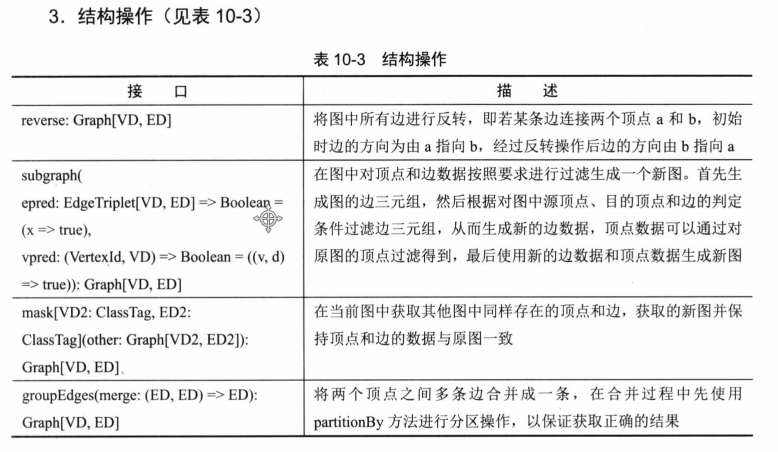 3．结构操作（见表 10-3）
表 10-3　结构操作
接　　口
描　　述
reverse: Graph[VD, ED]
将图中所有边进行反转，即若某条边连接两个顶点 a 和 b，初始
时边的方向为由 a 指向 b，经过反转操作后边的方向由 b 指向 a
subgraph(
epred: EdgeTriplet[VD, ED] => Boolean =
(x => true),
vpred: (VertexId, VD) => Boolean = ((v, d)
=> true)): Graph[VD, ED]
在图中对顶点和边数据按照要求进行过滤生成一个新图。首先生
成图的边三元组，然后根据对图中源顶点、目的顶点和边的判定
条件过滤边三元组，从而生成新的边数据，顶点数据可以通过对
原图的顶点过滤得到，最后使用新的边数据和顶点数据生成新图
mask[VD2: ClassTag, ED2:
ClassTag](other: Graph[VD2, ED2]):
Graph[VD, ED]
在当前图中获取其他图中同样存在的顶点和边，获取的新图并保
持顶点和边的数据与原图一致
groupEdges(merge: (ED, ED) => ED):
Graph[VD, ED]
将两个顶点之间多条边合并成一条，在合并过程中先使用
partitionBy 方法进行分区操作，以保证获取正确的结果